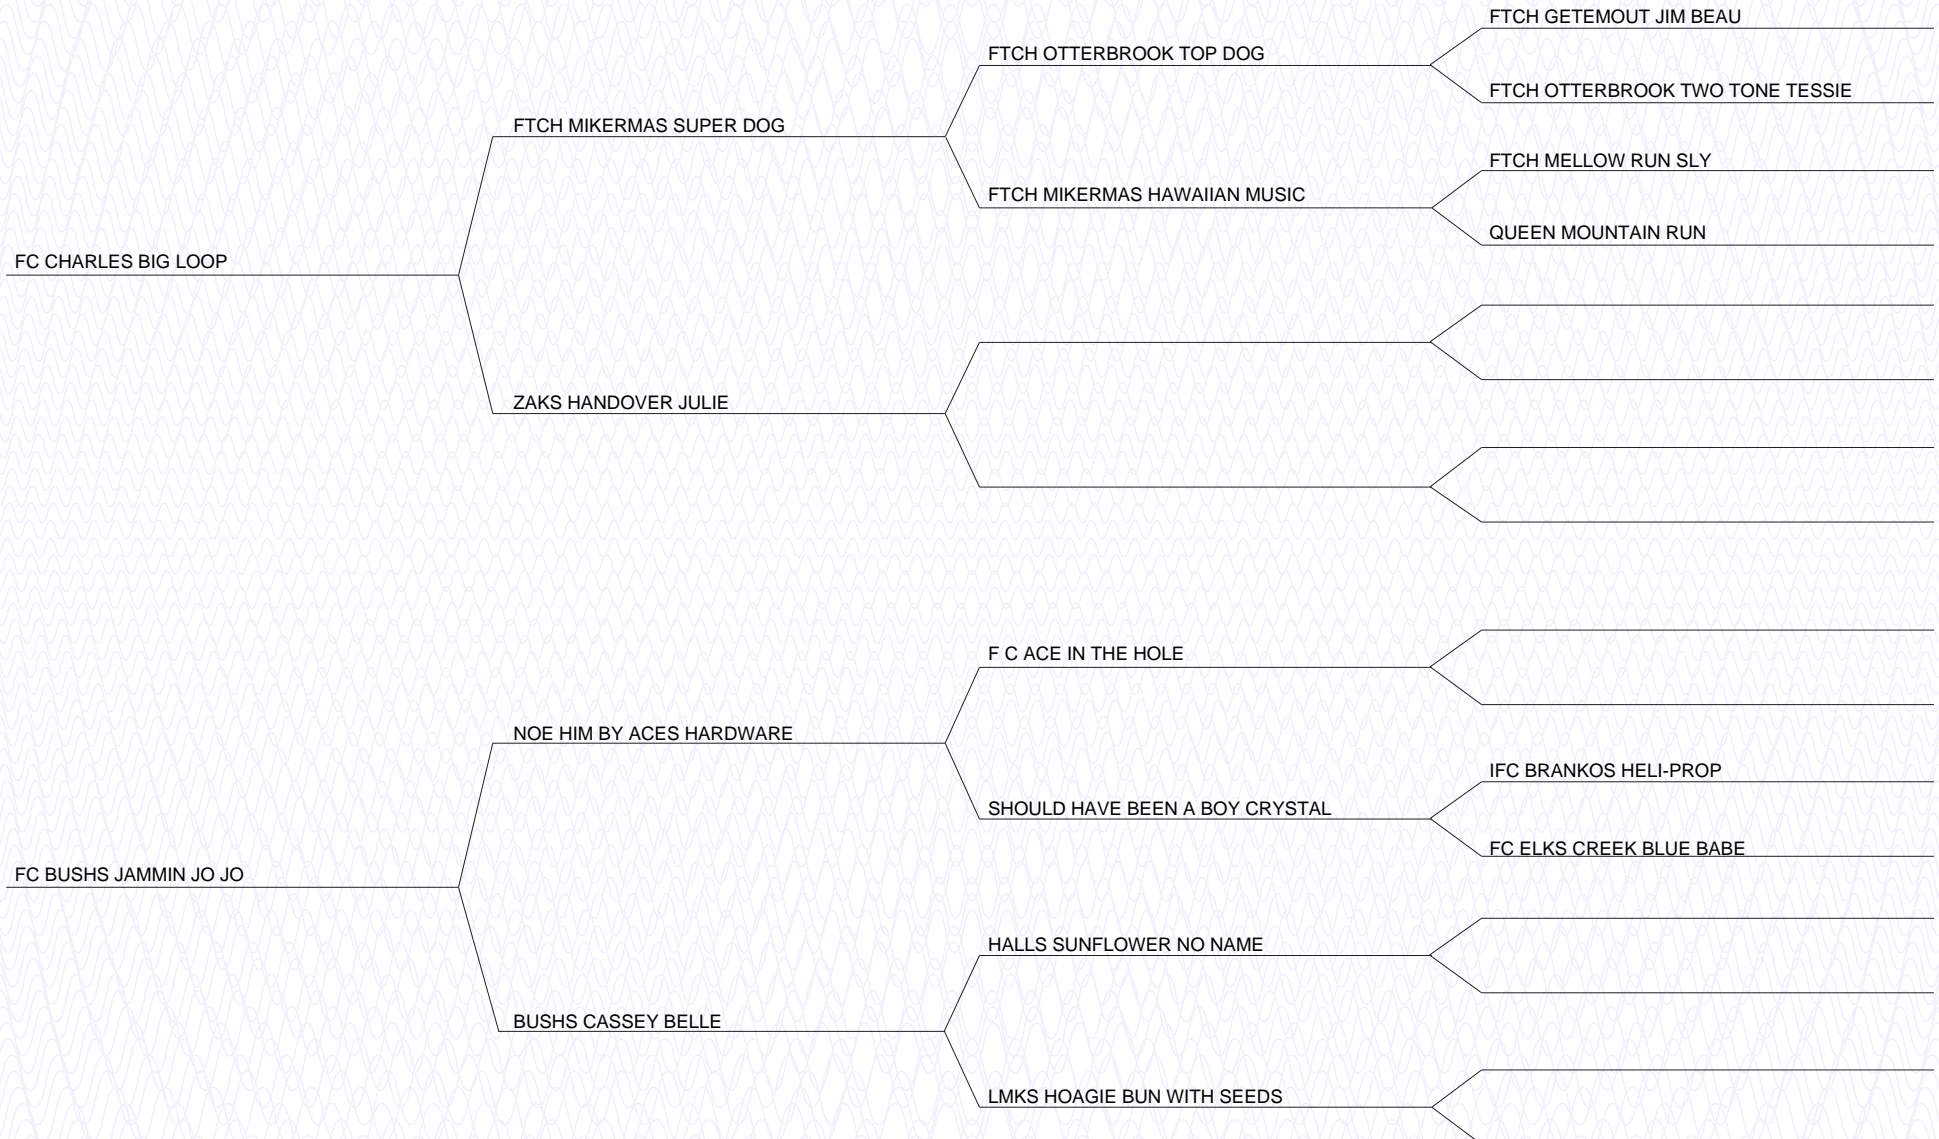 FTCH GETEMOUT JIM BEAU
FTCH OTTERBROOK TOP DOG
FTCH OTTERBROOK TWO TONE TESSIE
FTCH MIKERMAS SUPER DOG
FTCH MELLOW RUN SLY
FTCH MIKERMAS HAWAIIAN MUSIC
QUEEN MOUNTAIN RUN
FC CHARLES BIG LOOP
ZAKS HANDOVER JULIE
F C ACE IN THE HOLE
NOE HIM BY ACES HARDWARE
IFC BRANKOS HELI-PROP
SHOULD HAVE BEEN A BOY CRYSTAL
FC ELKS CREEK BLUE BABE
FC BUSHS JAMMIN JO JO
HALLS SUNFLOWER NO NAME
BUSHS CASSEY BELLE
LMKS HOAGIE BUN WITH SEEDS